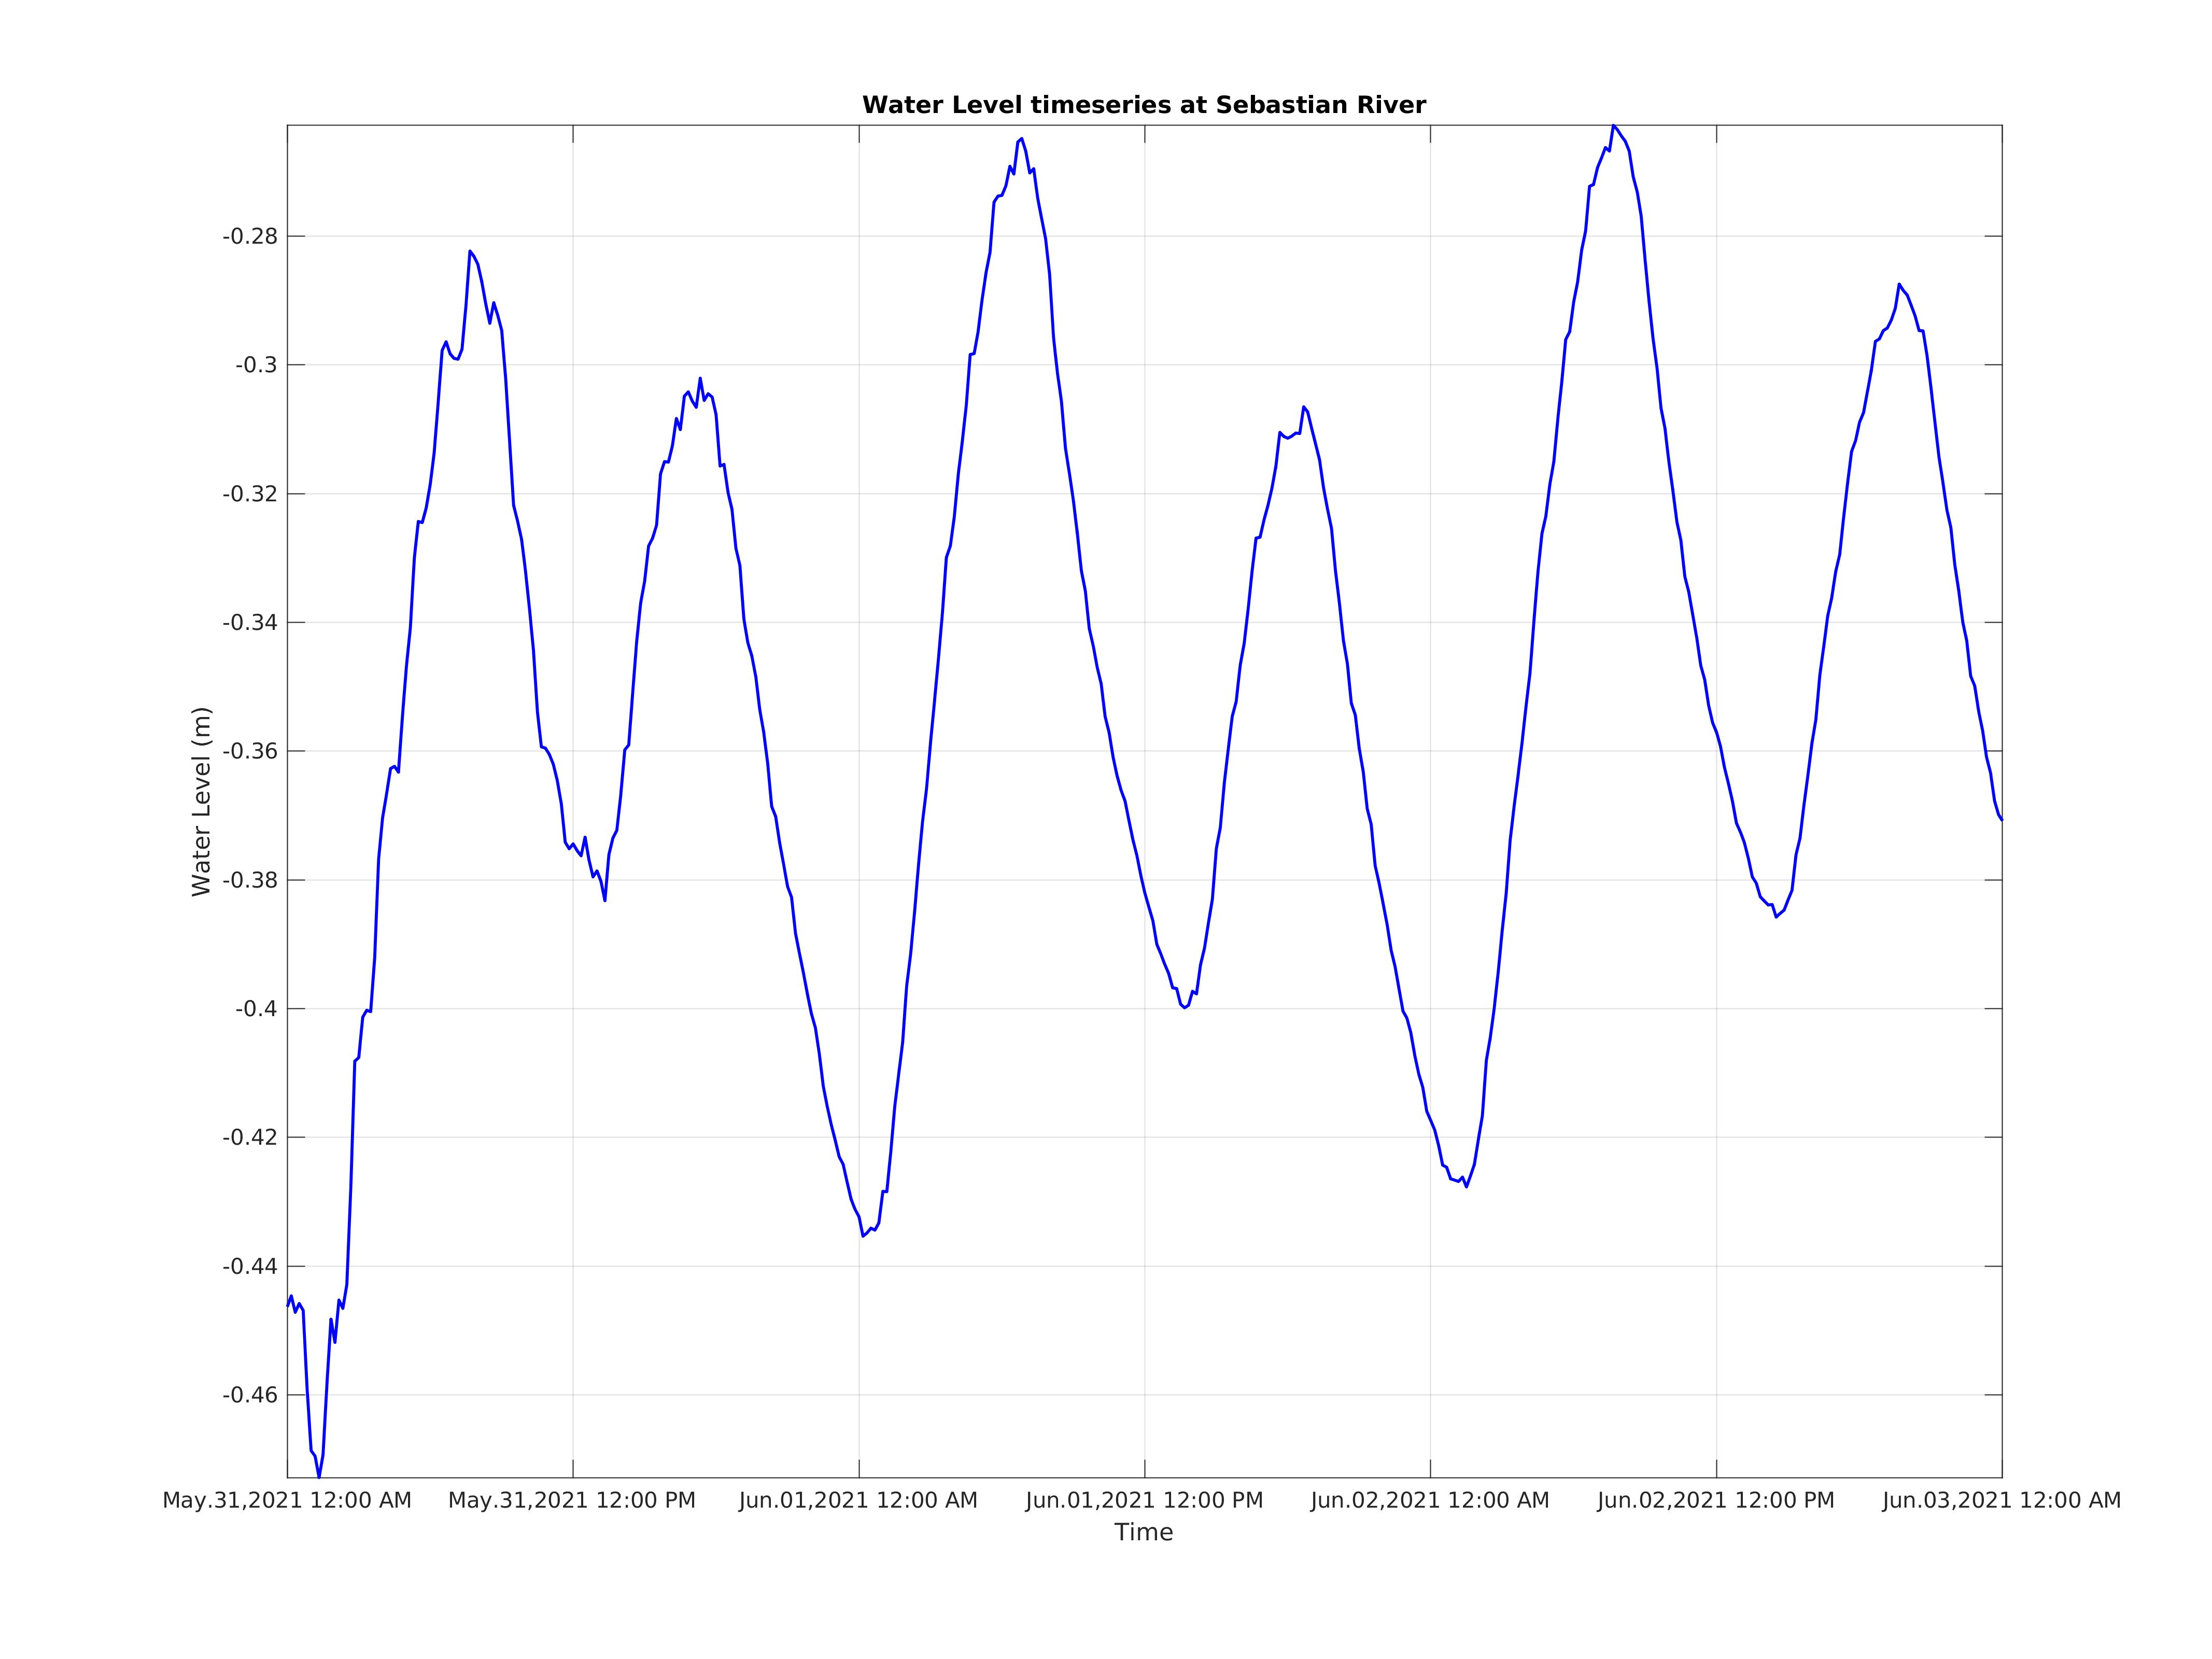 Water Level timeseries at Sebastian River
Water Level (m)
-0.28
-0.3
-0.32
-0.34
-0.36
-0.38
-0.4
-0.42
-0.44
-0.46
May.31,2021 12:00 AM
May.31,2021 12:00 PM
Jun.01,2021 12:00 AM
Jun.01,2021 12:00 PM
Jun.02,2021 12:00 AM
Jun.02,2021 12:00 PM
Jun.03,2021 12:00 AM
Time